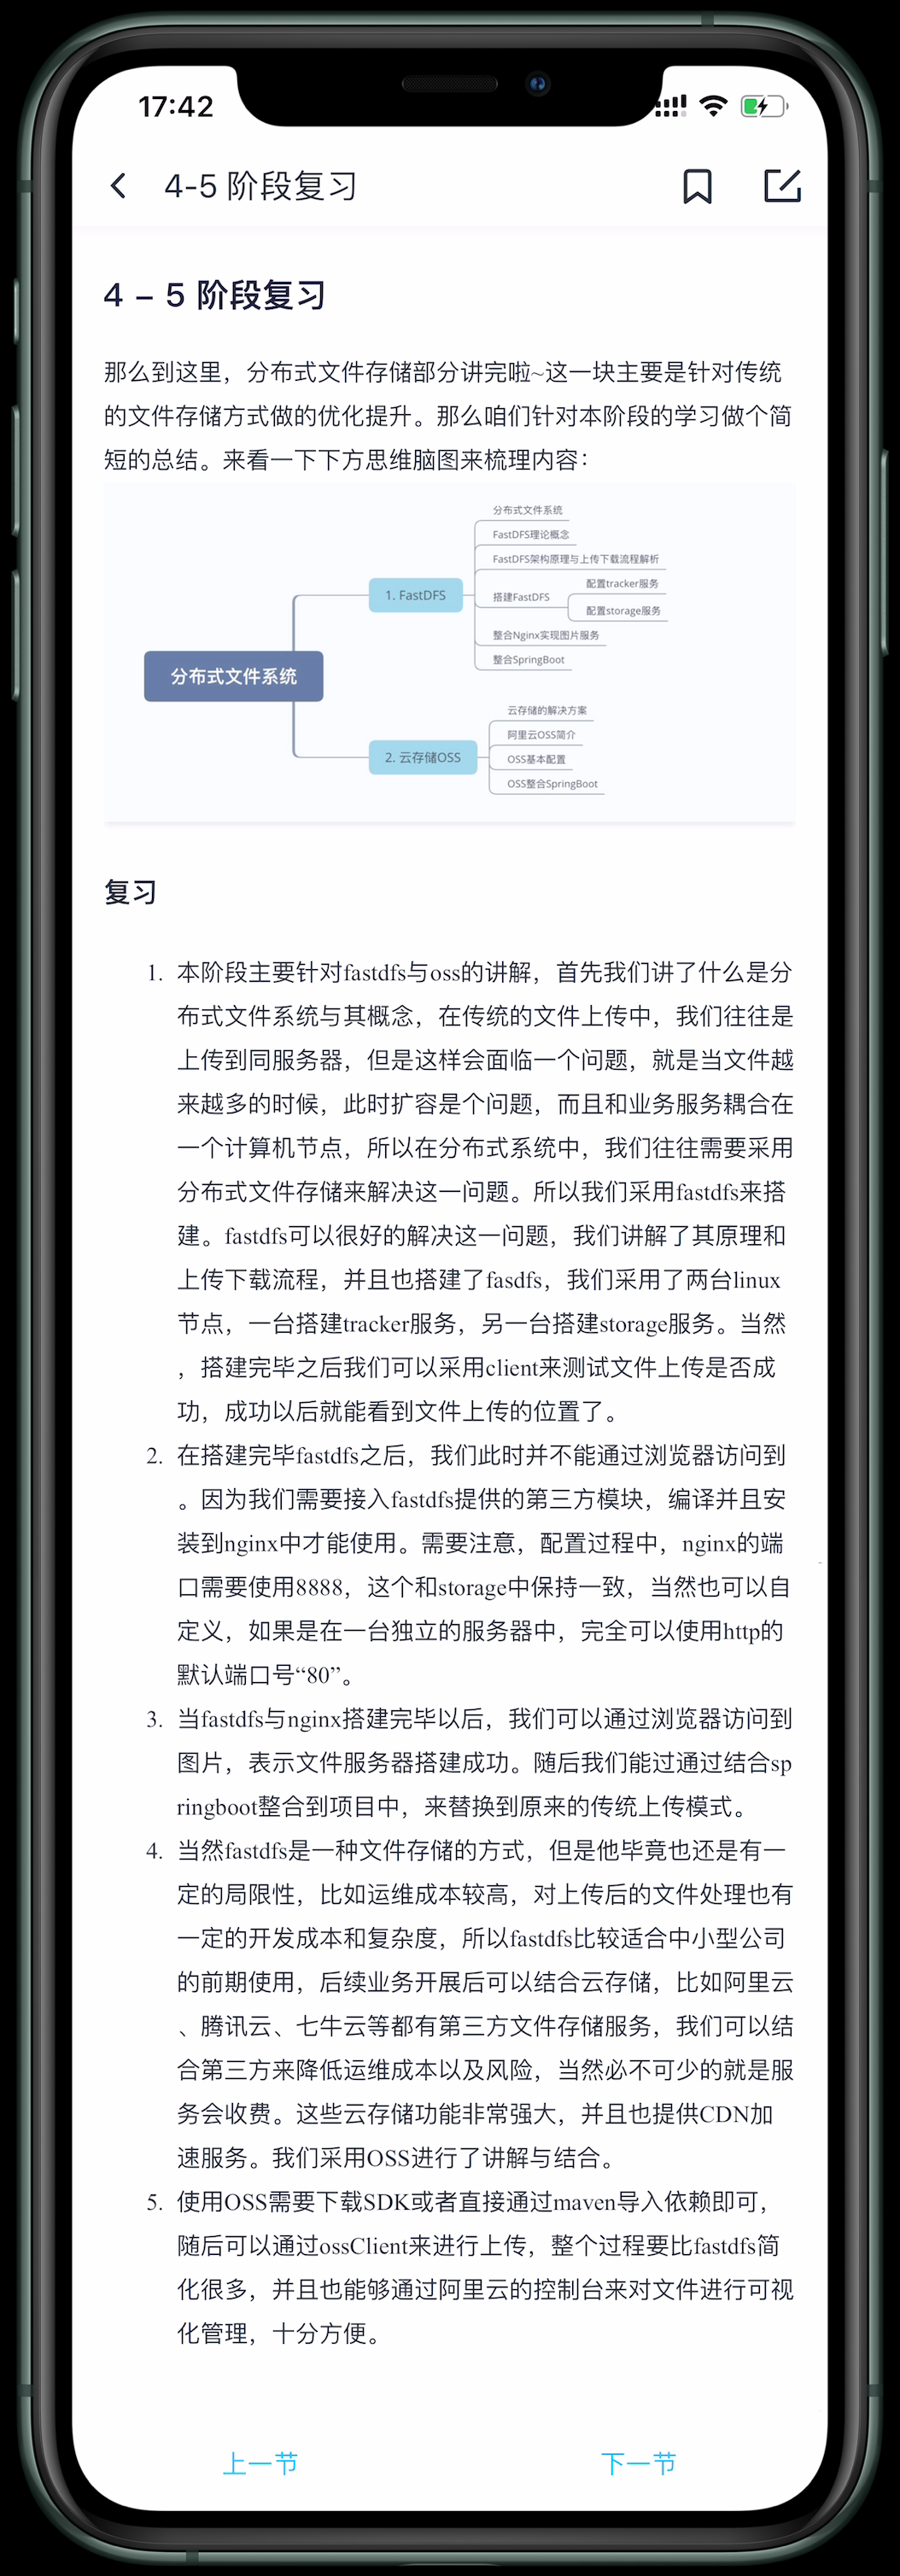 17:42
4-5 阶段复习
4 – 5 阶段复习
那么到这里，分布式文件存储部分讲完啦~这一块主要是针对传统
的文件存储方式做的优化提升。那么咱们针对本阶段的学习做个简
短的总结。来看一下下方思维脑图来梳理内容：
分布式文件系统
FastDFS理论概念
FastDFS架构原理与上传下载流程解析
配置tracker服务
1. FastDFS
搭建FastDFS
配置storage服务
整合Nginx实现图片服务
整合SpringBoot
分布式文件系统
云存储的解决方案
阿里云OSS简介
2. 云存储OSS
OSS基本配置
OSS整合SpringBoot
复习
1. 本阶段主要针对fastdfs与oss的讲解，首先我们讲了什么是分
布式文件系统与其概念，在传统的文件上传中，我们往往是
上传到同服务器，但是这样会面临一个问题，就是当文件越
来越多的时候，此时扩容是个问题，而且和业务服务耦合在
一个计算机节点，所以在分布式系统中，我们往往需要采用
分布式文件存储来解决这一问题。所以我们采用fastdfs来搭
建。fastdfs可以很好的解决这一问题，我们讲解了其原理和
上传下载流程，并且也搭建了fasdfs，我们采用了两台linux
节点，一台搭建tracker服务，另一台搭建storage服务。当然
，搭建完毕之后我们可以采用client来测试文件上传是否成
功，成功以后就能看到文件上传的位置了。
2. 在搭建完毕fastdfs之后，我们此时并不能通过浏览器访问到
。因为我们需要接入fastdfs提供的第三方模块，编译并且安
装到nginx中才能使用。需要注意，配置过程中，nginx的端
口需要使用8888，这个和storage中保持一致，当然也可以自
定义，如果是在一台独立的服务器中，完全可以使用http的
默认端口号“80”。
3. 当fastdfs与nginx搭建完毕以后，我们可以通过浏览器访问到
图片，表示文件服务器搭建成功。随后我们能过通过结合sp
ringboot整合到项目中，来替换到原来的传统上传模式。
4. 当然fastdfs是一种文件存储的方式，但是他毕竟也还是有一
定的局限性，比如运维成本较高，对上传后的文件处理也有
一定的开发成本和复杂度，所以fastdfs比较适合中小型公司
的前期使用，后续业务开展后可以结合云存储，比如阿里云
、腾讯云、七牛云等都有第三方文件存储服务，我们可以结
合第三方来降低运维成本以及风险，当然必不可少的就是服
务会收费。这些云存储功能非常强大，并且也提供CDN加
速服务。我们采用OSS进行了讲解与结合。
5. 使用OSS需要下载SDK或者直接通过maven导入依赖即可，
随后可以通过ossClient来进行上传，整个过程要比fastdfs简
化很多，并且也能够通过阿里云的控制台来对文件进行可视
化管理，十分方便。
上一节
下一节